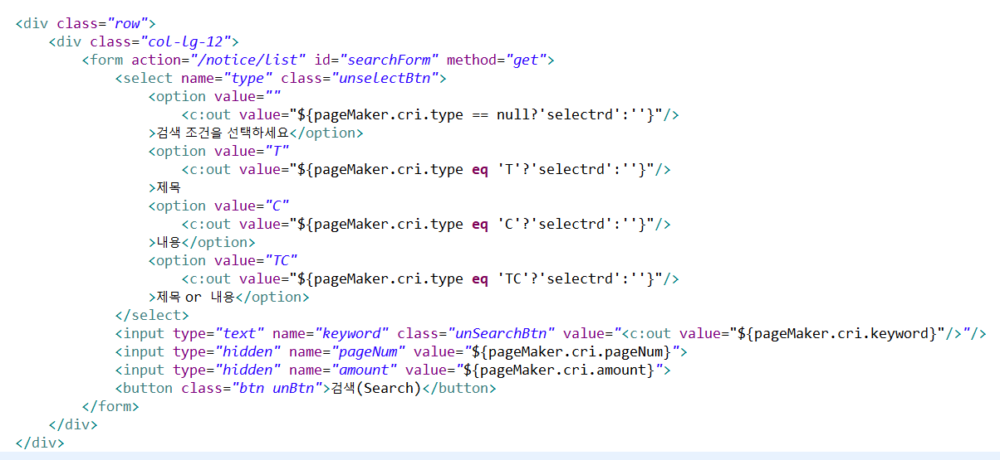 <div class="row">
    <div class="col-lg-12">
        <form action="/notice/list" id="searchForm" method="get">
            <select name="type" class="unselectBtn">
                <option value=""
                    <c:out value="${pageMaker.cri.type == null?'selectrd':''}"/>
                >검색 조건을 선택하세요</option>
                <option value="T"
                    <c:out value="${pageMaker.cri.type eq 'T'?'selectrd':''}"/>
                >제목
                <option value="C"
                    <c:out value="${pageMaker.cri.type eq 'C'?'selectrd':''}"/>
                >내용</option>
                <option value="TC"
                    <c:out value="${pageMaker.cri.type eq 'TC'?'selectrd':''}"/>
                >제목 or 내용</option>
            </select>
            <input type="text" name="keyword" class="unSearchBtn" value="<c:out value="${pageMaker.cri.keyword}"/>"/>
            <input type="hidden" name="pageNum" value="${pageMaker.cri.pageNum}">
            <input type="hidden" name="amount" value="${pageMaker.cri.amount}">
            <button class="btn unBtn">검색(Search)</button>
        </form>
    </div>
</div>